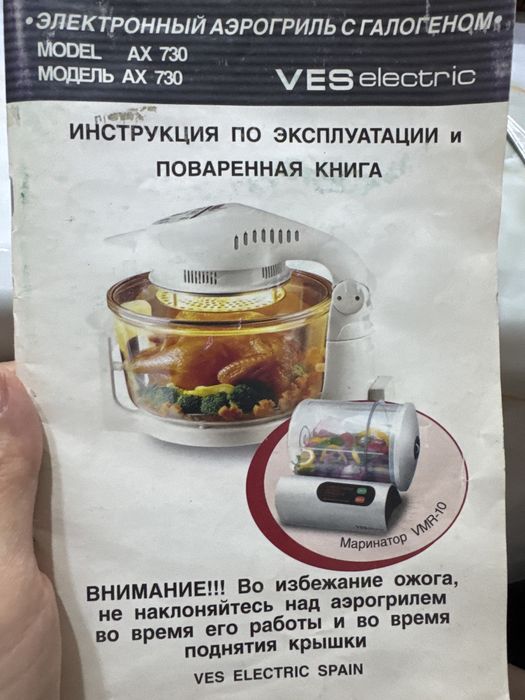 •ЭЛЕКТРОННЫЙ АЭРОГРИЛЬ С ГАЛОГЕНОМ•
MODEL AX 730
МОДЕЛЬ AX 730
VES electric
ИНСТРУКЦИЯ ПО ЭКСПЛУАТАЦИИ и
ПОВАРЕННАЯ КНИГА
VES
Маринатор VMR-10
ВНИМАНИЕ!!! Во избежание ожога,
не наклоняйтесь над аэрогрилем
во время его работы и во время
поднятия крышки
VES ELECTRIC SPAIN